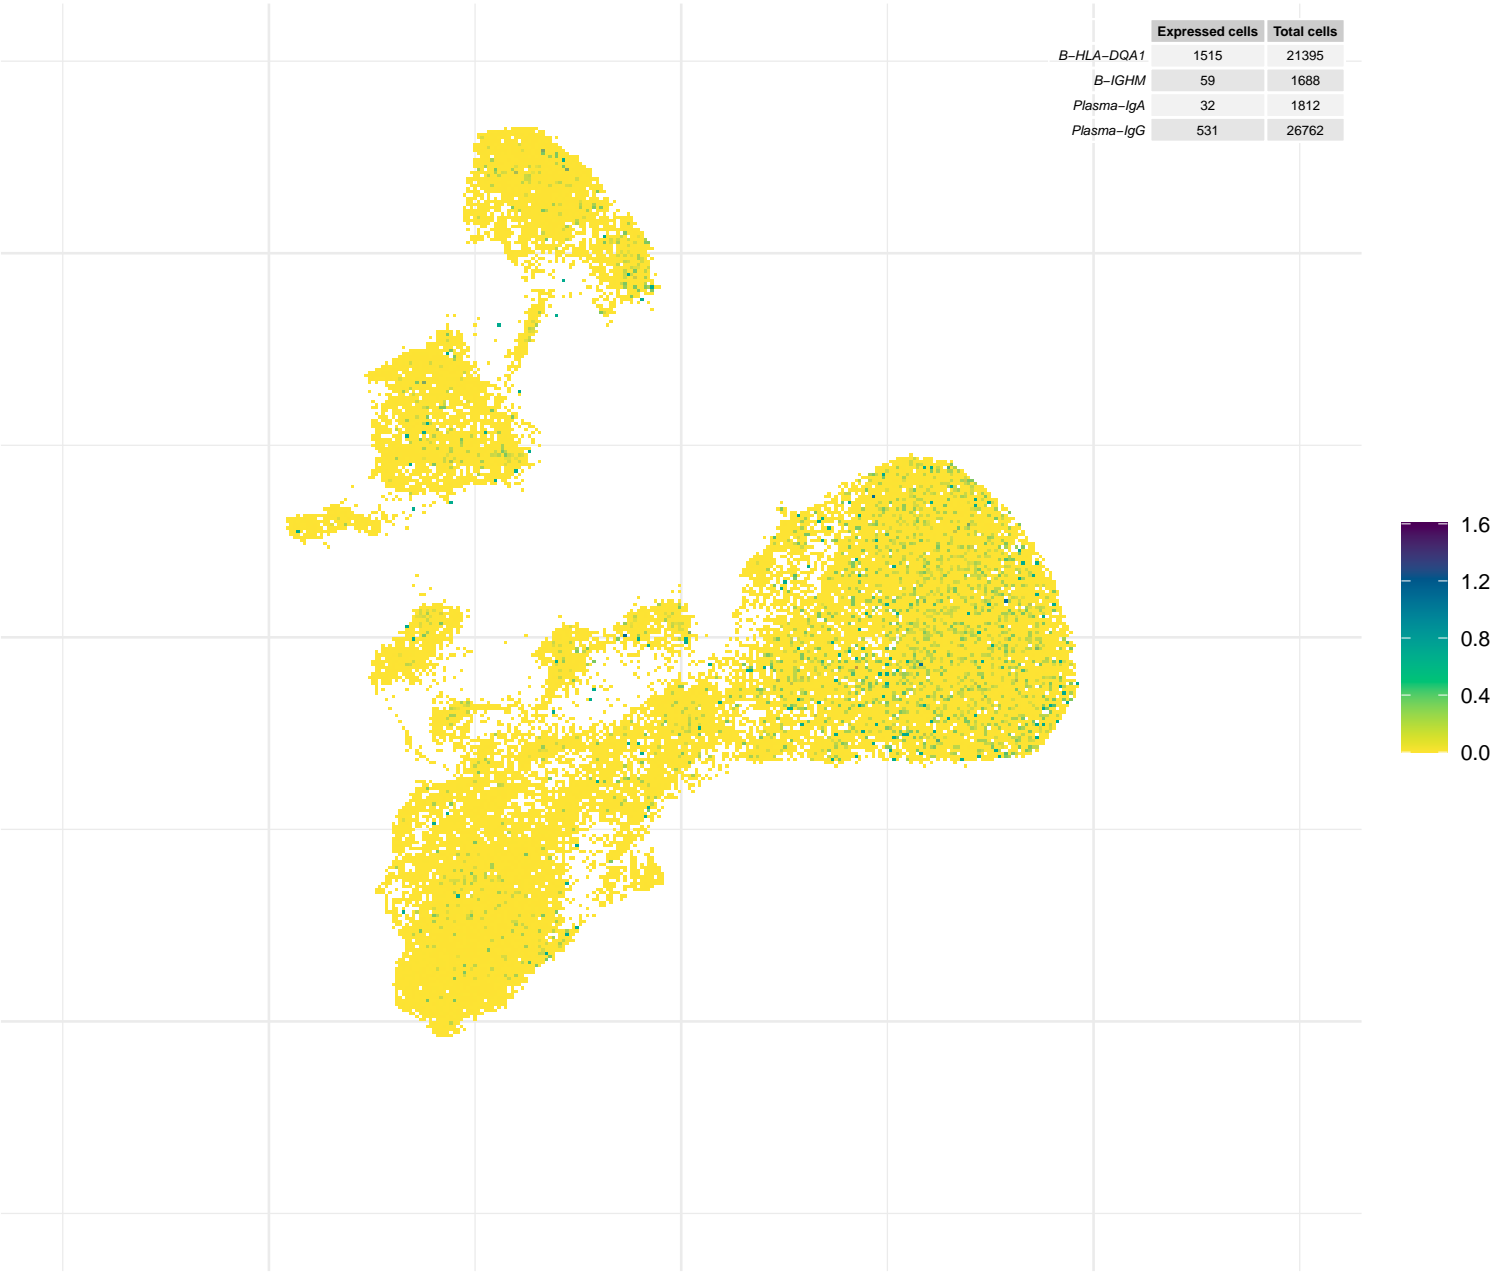 Expressed cells Total cells
B−HLA−DQA1 1515 21395
B−IGHM 59 1688
Plasma−IgA 32 1812
Plasma−IgG 531 26762
1.6
1.2
0.8
0.4
0.0